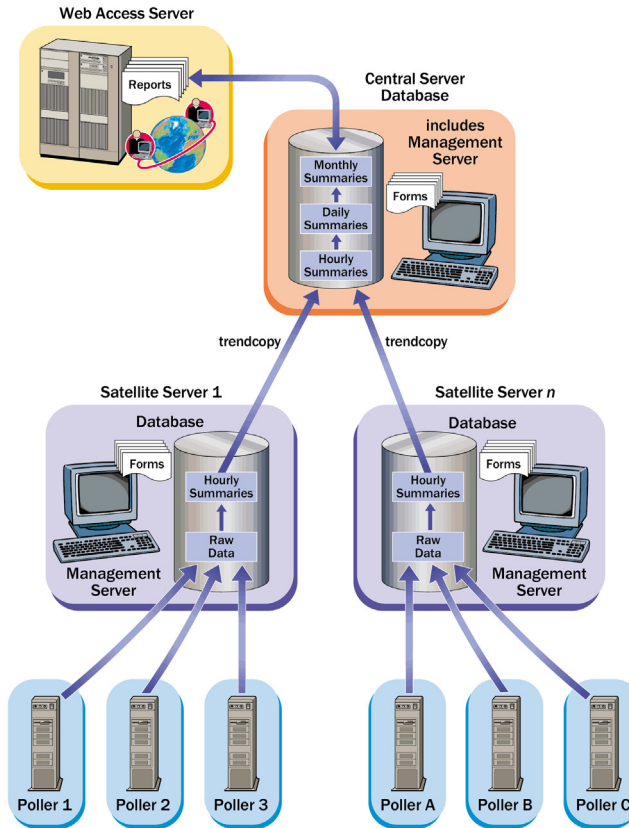 Web Access Server
Reports
Central Server
Database
includes
Management
Server
Monthly
Summaries
Forms
Daily
Summaries
Hourly
Summaries
trendcopy
trendcopy
Satellite Server 1
Database
Forms
Hourly
Summaries
Raw
Data
Management
Server
Satellite Server n
Database
Forms
Hourly
Summaries
Raw
Data
Management
Server
Poller 1
Poller 2
Poller 3
Poller A
Poller B
Poller C